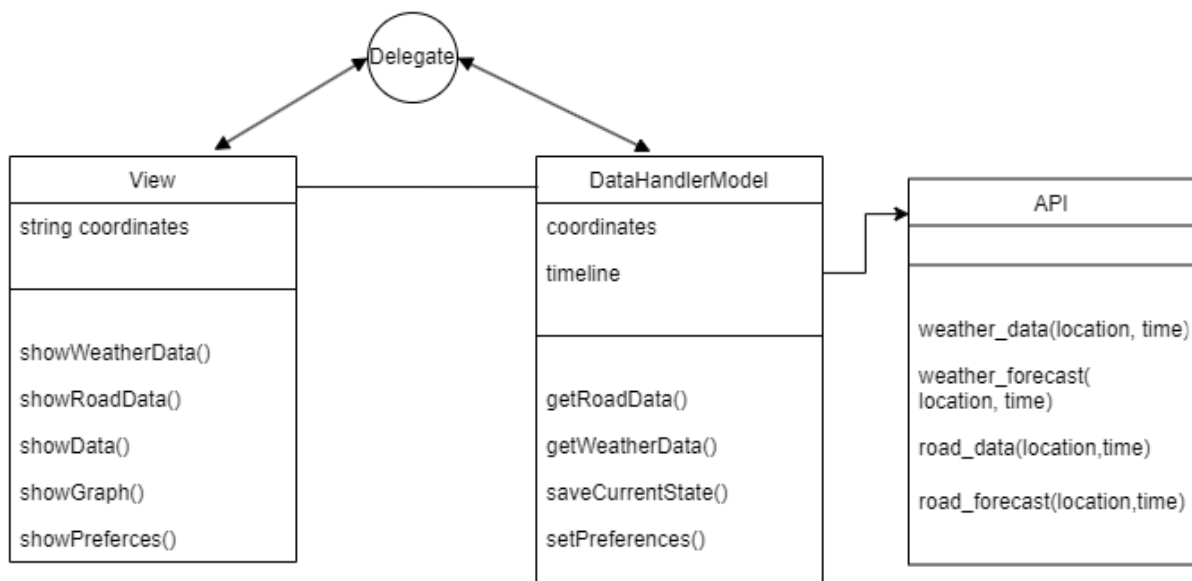 Delegate
View
string coordinates
showWeatherData()
showRoadData()
showData()
showGraph()
showPreferces()
DataHandlerModel
coordinates
timeline
getRoadData()
getWeatherData()
saveCurrentState()
setPreferences()
API
weather_data(location, time)
weather_forecast(
location, time)
road_data(location,time)
road_forecast(location,time)